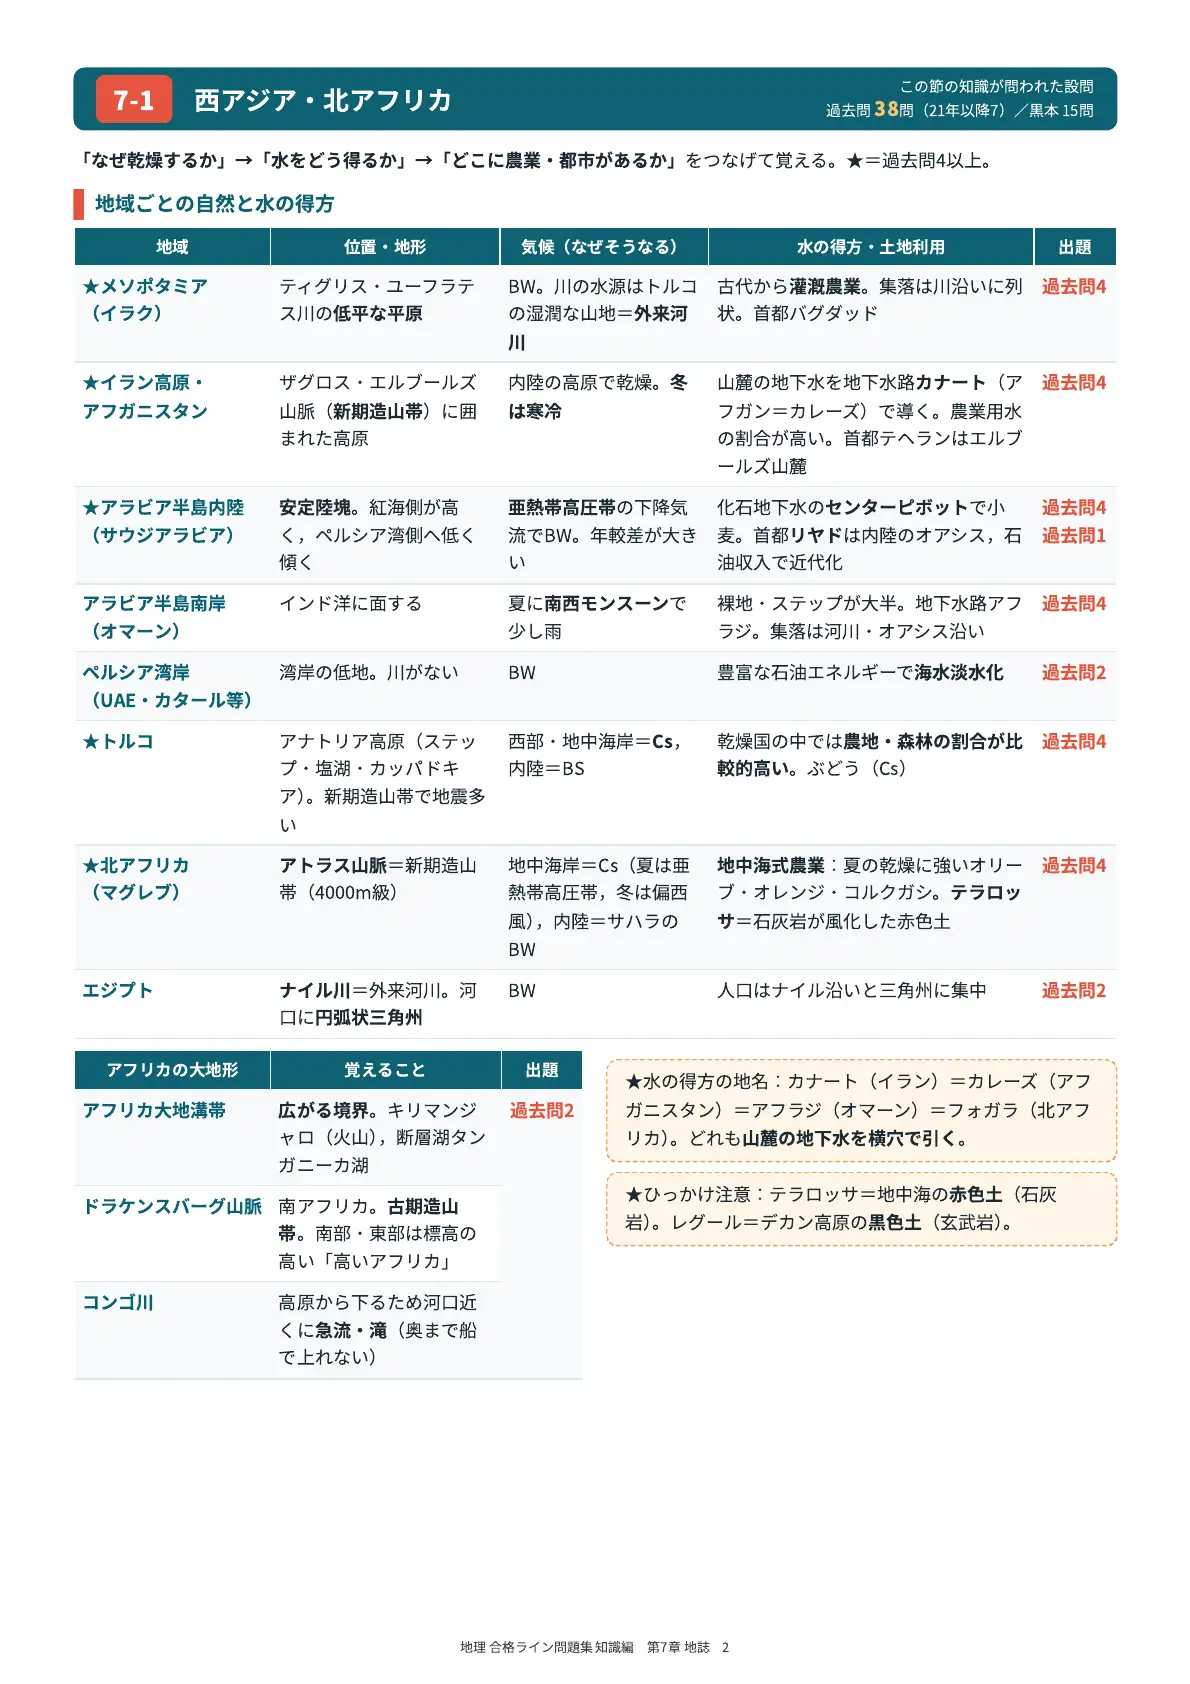 7-1 西アジア・北アフリカ
この節の知識が問われた設問
過去問 38問（21年以降7）／黒本 15問
「なぜ乾燥するか」→「水をどう得るか」→「どこに農業・都市があるか」をつなげて覚える。★＝過去問4以上。
地域ごとの自然と水の得方
地域 位置・地形 気候（なぜそうなる） 水の得方・土地利用 出題
★メソポタミア
（イラク）
ティグリス・ユーフラテ
ス川の低平な平原
BW。川の水源はトルコ
の湿潤な山地＝外来河
川
古代から灌漑農業。集落は川沿いに列
状。首都バグダッド
過去問4
★イラン高原・
アフガニスタン
ザグロス・エルブールズ
山脈（新期造山帯）に囲
まれた高原
内陸の高原で乾燥。冬
は寒冷
山麓の地下水を地下水路カナート（ア
フガン＝カレーズ）で導く。農業用水
の割合が高い。首都テヘランはエルブ
ールズ山麓
過去問4
★アラビア半島内陸
（サウジアラビア）
安定陸塊。紅海側が高
く，ペルシア湾側へ低く
傾く
亜熱帯高圧帯の下降気
流でBW。年較差が大き
い
化石地下水のセンターピボットで小
麦。首都リヤドは内陸のオアシス，石
油収入で近代化
過去問4
過去問1
アラビア半島南岸
（オマーン）
インド洋に面する
夏に南西モンスーンで
少し雨
裸地・ステップが大半。地下水路アフ
ラジ。集落は河川・オアシス沿い
過去問4
ペルシア湾岸
（UAE・カタール等）
湾岸の低地。川がない
BW
豊富な石油エネルギーで海水淡水化
過去問2
★トルコ
アナトリア高原（ステッ
プ・塩湖・カッパドキ
ア）。新期造山帯で地震多
い
西部・地中海岸＝Cs，
内陸＝BS
乾燥国の中では農地・森林の割合が比
較的高い。ぶどう（Cs）
過去問4
★北アフリカ
（マグレブ）
アトラス山脈＝新期造山
帯（4000m級）
地中海岸＝Cs（夏は亜
熱帯高圧帯，冬は偏西
風），内陸＝サハラの
BW
地中海式農業：夏の乾燥に強いオリー
ブ・オレンジ・コルクガシ。テラロッ
サ＝石灰岩が風化した赤色土
過去問4
エジプト
ナイル川＝外来河川。河
口に円弧状三角州
BW
人口はナイル沿いと三角州に集中
過去問2
アフリカの大地形 覚えること 出題
アフリカ大地溝帯
広がる境界。キリマンジ
ャロ（火山），断層湖タン
ガニーカ湖
過去問2
ドラケンスバーグ山脈
南アフリカ。古期造山
帯。南部・東部は標高の
高い「高いアフリカ」
コンゴ川
高原から下るため河口近
くに急流・滝（奥まで船
で上れない）
★水の得方の地名：カナート（イラン）＝カレーズ（アフ
ガニスタン）＝アフラジ（オマーン）＝フォガラ（北アフ
リカ）。どれも山麓の地下水を横穴で引く。
★ひっかけ注意：テラロッサ＝地中海の赤色土（石灰
岩）。レグール＝デカン高原の黒色土（玄武岩）。
地理 合格ライン問題集 知識編　第7章 地誌　2